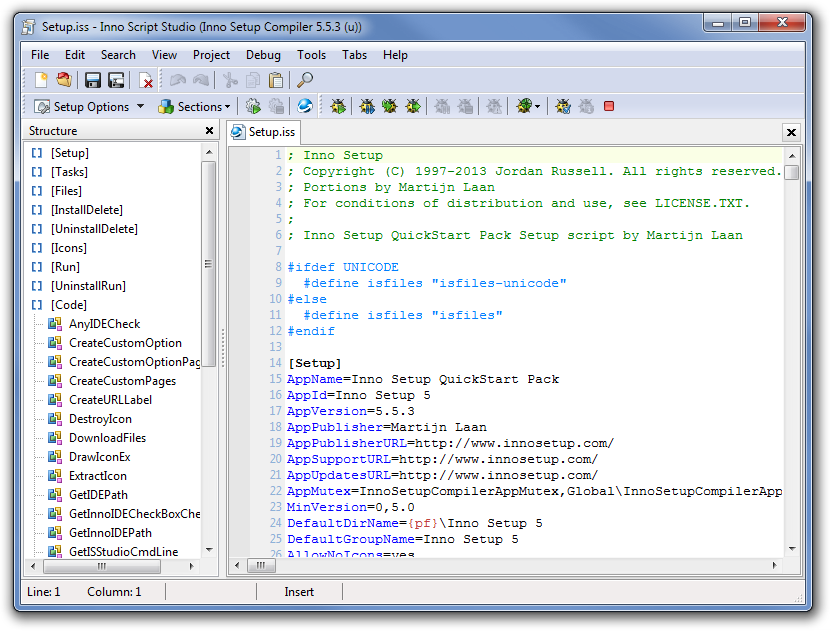 Setup.iss - Inno Script Studio (Inno Setup Compiler 5.5.3 (u))
File Edit Search View Project Debug Tools Tabs Help
Setup Options Sections
Structure
[Setup]
[Tasks]
[Files]
[InstallDelete]
[UninstallDelete]
[Icons]
[Run]
[UninstallRun]
[Code]
AnyIDECheck
CreateCustomOption
CreateCustomOptionPag
CreateCustomPages
CreateURLLabel
DestroyIcon
DownloadFiles
DrawIconEx
ExtractIcon
GetIDEPath
GetInnoIDECheckBoxChe
GetInnoIDEPath
GetISStudioCmdLine
Setup.iss
1 ; Inno Setup
2 ; Copyright (C) 1997-2013 Jordan Russell. All rights reserved.
3 ; Portions by Martijn Laan
4 ; For conditions of distribution and use, see LICENSE.TXT.
5 ;
6 ; Inno Setup QuickStart Pack Setup script by Martijn Laan
7
8 #ifdef UNICODE
9 #define isfiles "isfiles-unicode"
10 #else
11 #define isfiles "isfiles"
12 #endif
13
14 [Setup]
15 AppName=Inno Setup QuickStart Pack
16 AppId=Inno Setup 5
17 AppVersion=5.5.3
18 AppPublisher=Martijn Laan
19 AppPublisherURL=http://www.innosetup.com/
20 AppSupportURL=http://www.innosetup.com/
21 AppUpdatesURL=http://www.innosetup.com/
22 AppMutex=InnoSetupCompilerAppMutex,Global\InnoSetupCompilerApp
23 MinVersion=0,5.0
24 DefaultDirName={pf}\Inno Setup 5
25 DefaultGroupName=Inno Setup 5
26 AllowNoIcons=yes
Line: 1 Column: 1 Insert